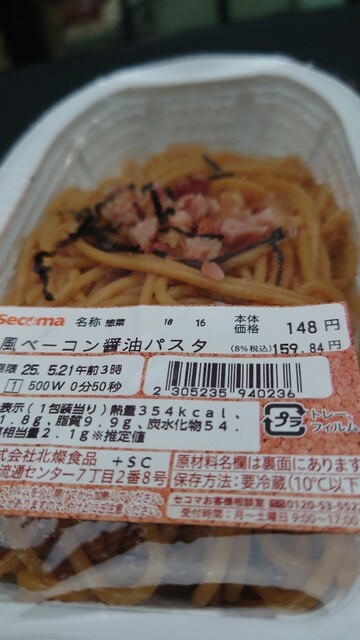 Secoma 名称 惣菜 18 16 本体価格 148 円
風ベーコン醤油パスタ (8%税込) 159.84 円
期限 25. 5.21午前3時
1 500W 0分50秒
2 305235 940236
表示(1包装当り)熱量354kcal、
1.8g、脂質9.9g、炭水化物54.
相当量2.1g※推定値
プラ トレー、
フィルム
式会社北燦食品 +SC
流通センター7丁目2番8号
原材料名欄は裏面にあります
保存方法:要冷蔵(10℃以下
セコマお客様相談室 0120-53-552
受付時間:月〜土曜日9:00〜17:00